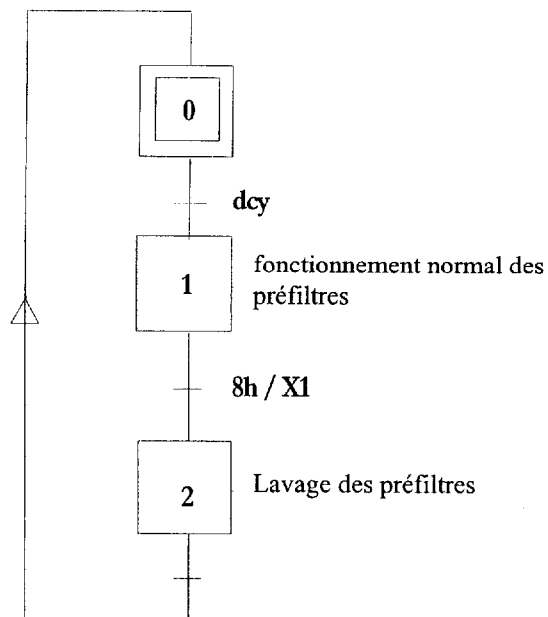 0
dcy
1
fonctionnement normal des
préfiltres
8h / X1
2
Lavage des préfiltres